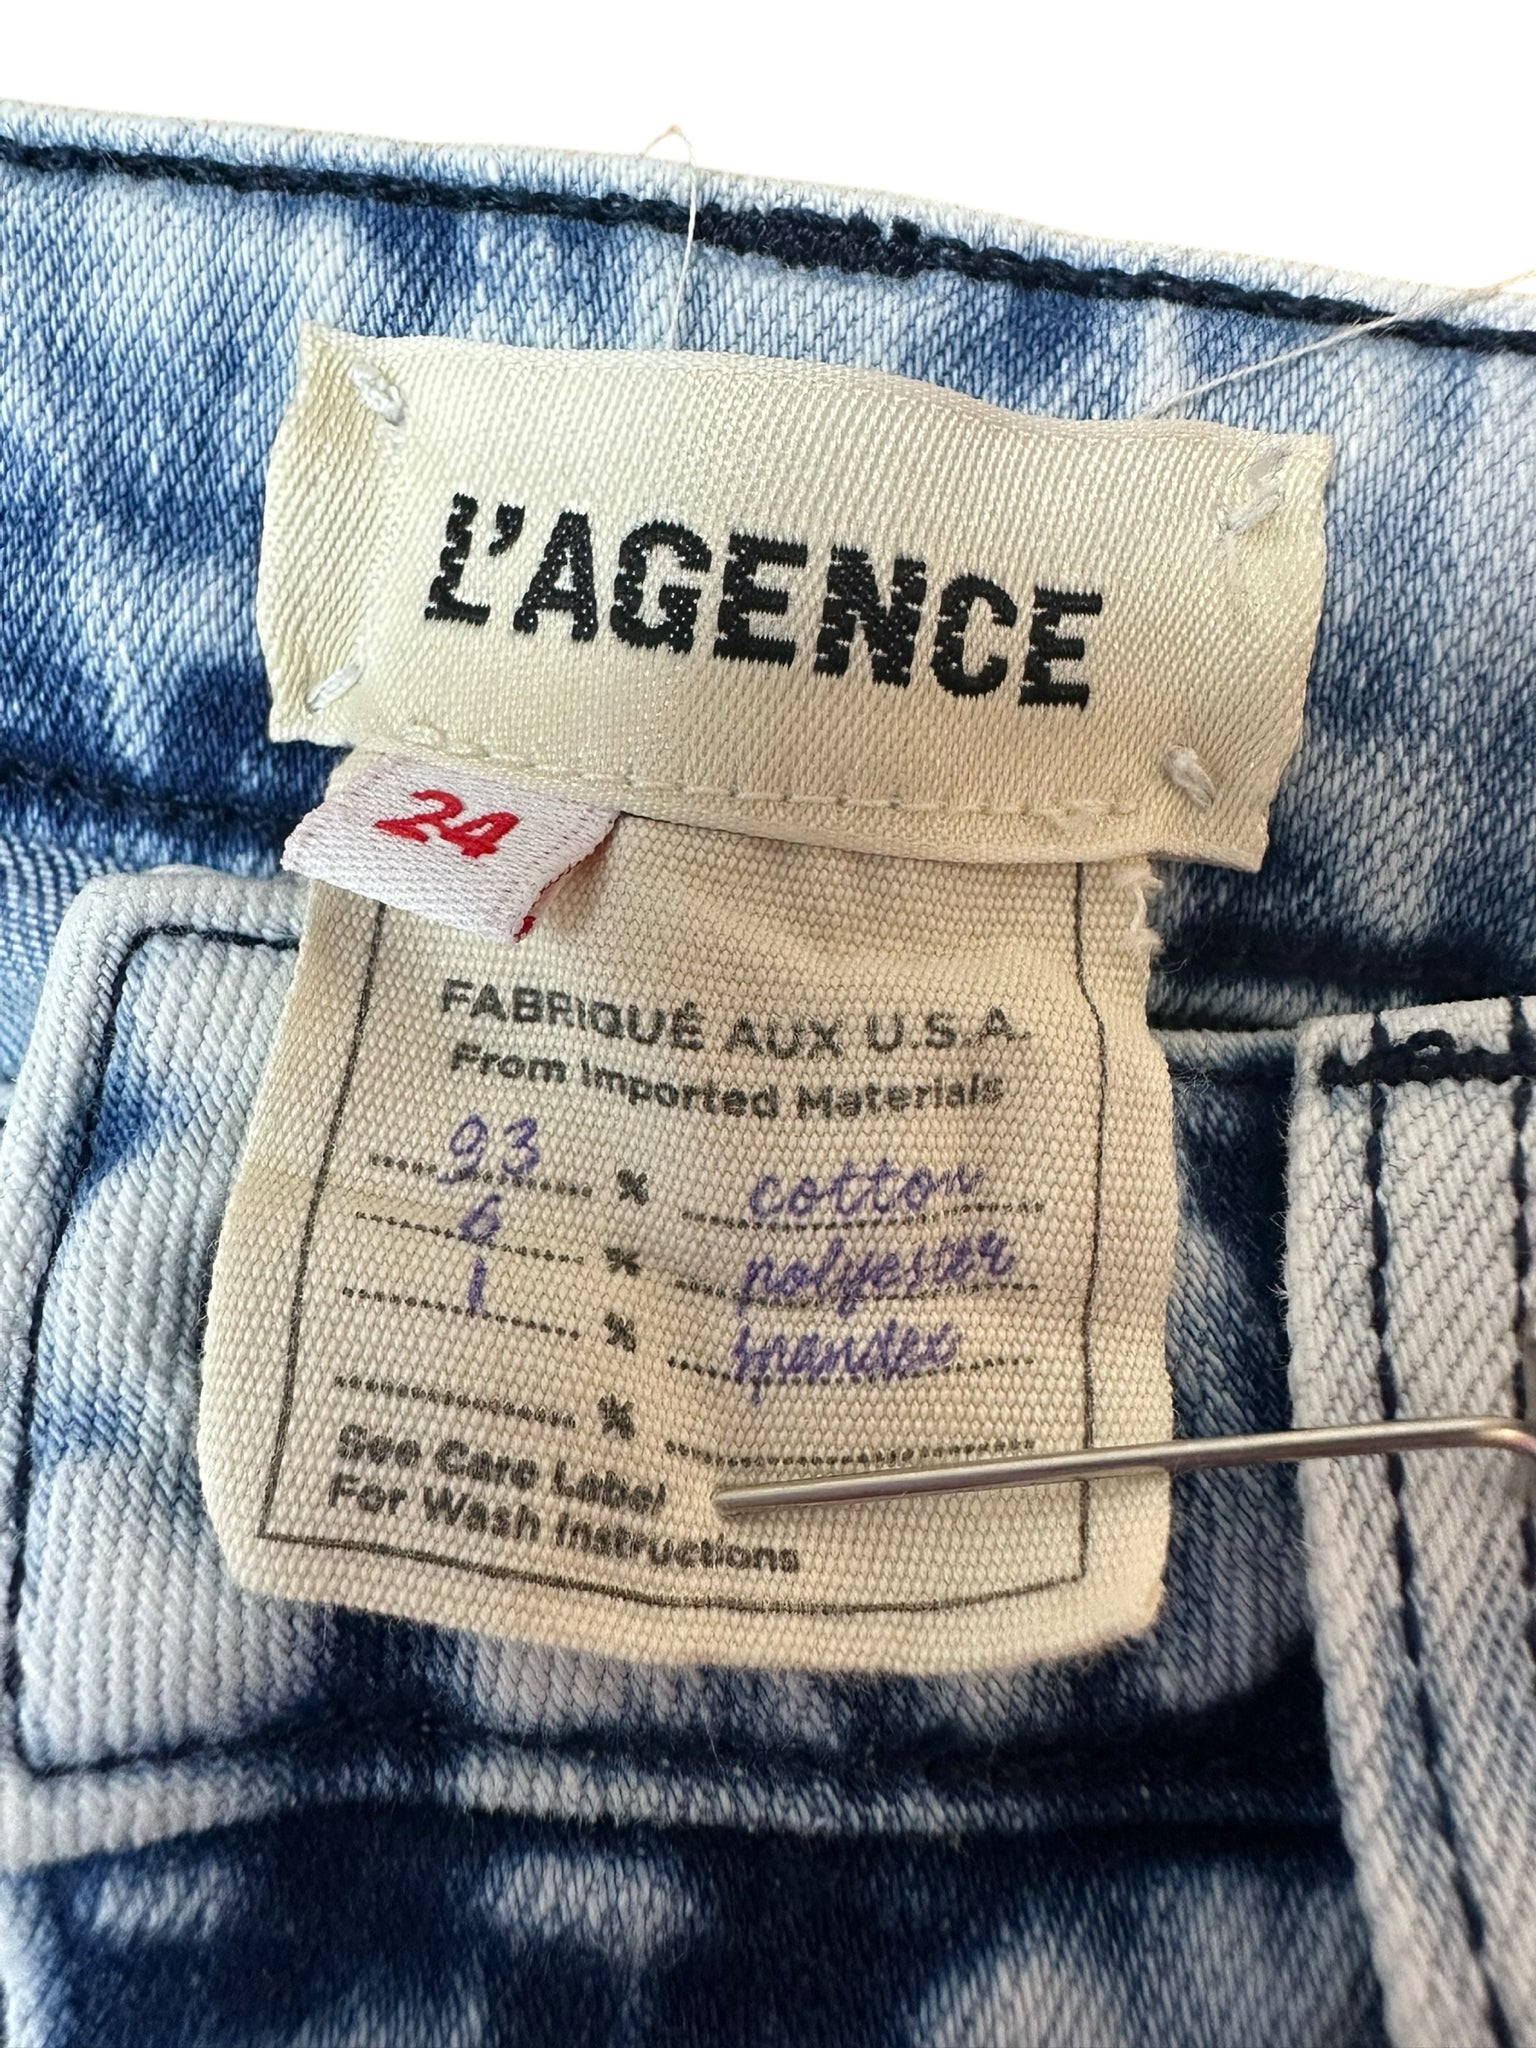 L'AGENCE
24
FABRIQUÉ AUX U.S.A.
From Imported Materials
93 % cotton
6 % polyester
1 % spandex
%
See Care Label
For Wash Instructions